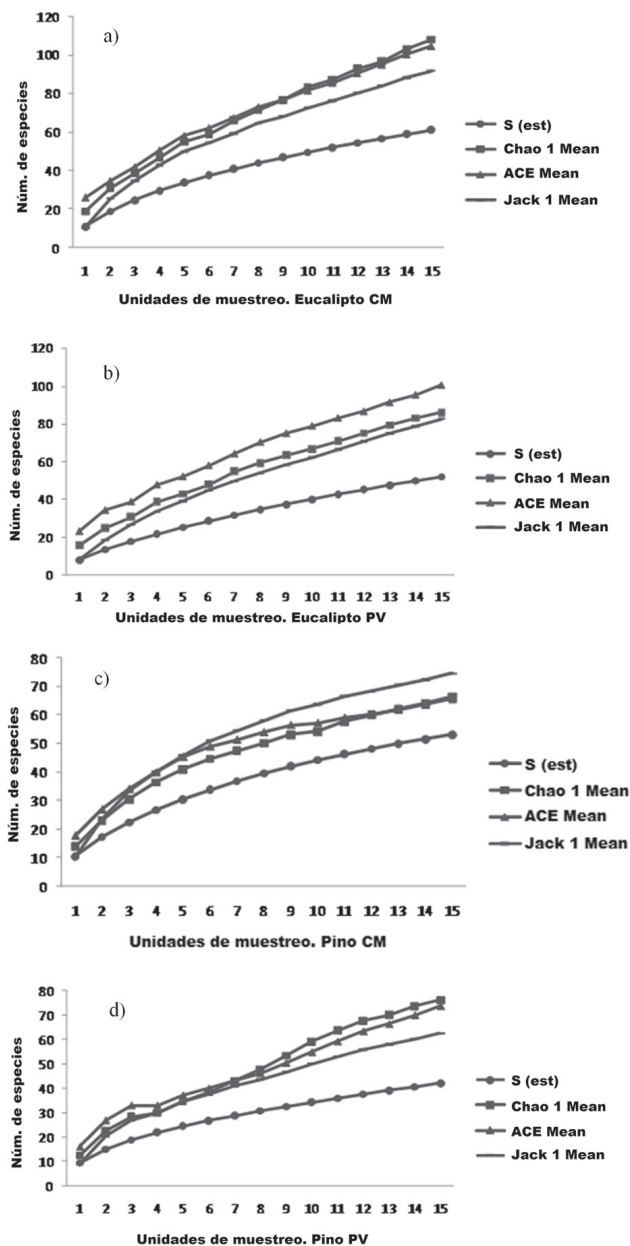 a)
Núm. de especies
120
100
80
60
40
20
0
1 2 3 4 5 6 7 8 9 10 11 12 13 14 15
Unidades de muestreo. Eucalipto CM
S (est)
Chao 1 Mean
ACE Mean
Jack 1 Mean
b)
Núm. de especies
120
100
80
60
40
20
0
1 2 3 4 5 6 7 8 9 10 11 12 13 14 15
Unidades de muestreo. Eucalipto PV
S (est)
Chao 1 Mean
ACE Mean
Jack 1 Mean
c)
Núm. de especies
80
70
60
50
40
30
20
10
0
1 2 3 4 5 6 7 8 9 10 11 12 13 14 15
Unidades de muestreo. Pino CM
S (est)
Chao 1 Mean
ACE Mean
Jack 1 Mean
d)
Núm. de especies
80
70
60
50
40
30
20
10
0
1 2 3 4 5 6 7 8 9 10 11 12 13 14 15
Unidades de muestreo. Pino PV
S (est)
Chao 1 Mean
ACE Mean
Jack 1 Mean